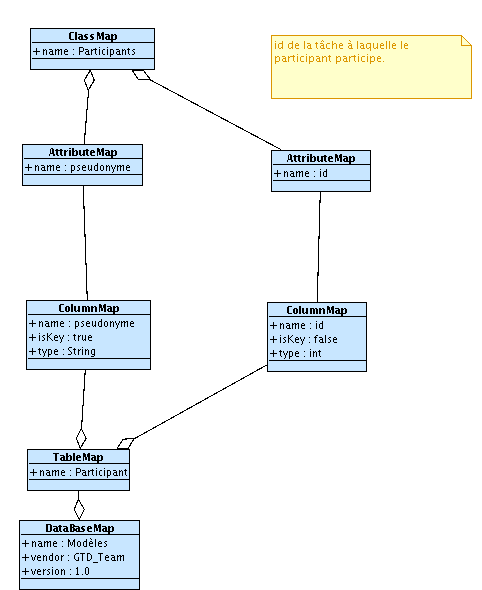 ClassMap
+ name : Participants
id de la tâche à laquelle le
participant participe.
AttributeMap
+ name : pseudonyme
AttributeMap
+ name : id
ColumnMap
+ name : pseudonyme
+ isKey : true
+ type : String
ColumnMap
+ name : id
+ isKey : false
+ type : int
TableMap
+ name : Participant
DataBaseMap
+ name : Modèles
+ vendor : GTD_Team
+ version : 1.0